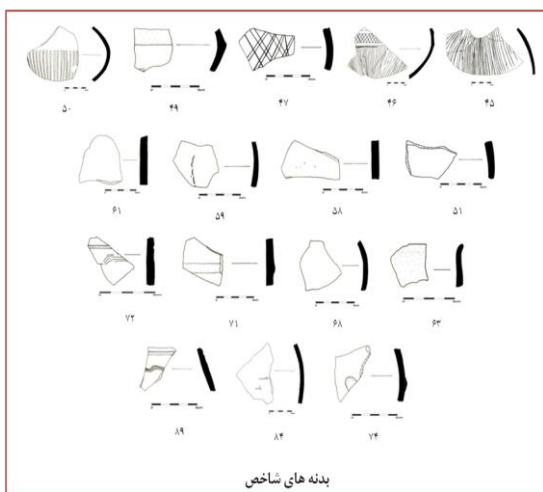 ۴۵ ۴۶ ۴۷ ۴۹ ۵۰
۵۱ ۵۸ ۵۹ ۶۱
۶۳ ۶۸ ۷۱ ۷۲
۷۴ ۸۴ ۸۹
بدنه های شاخص